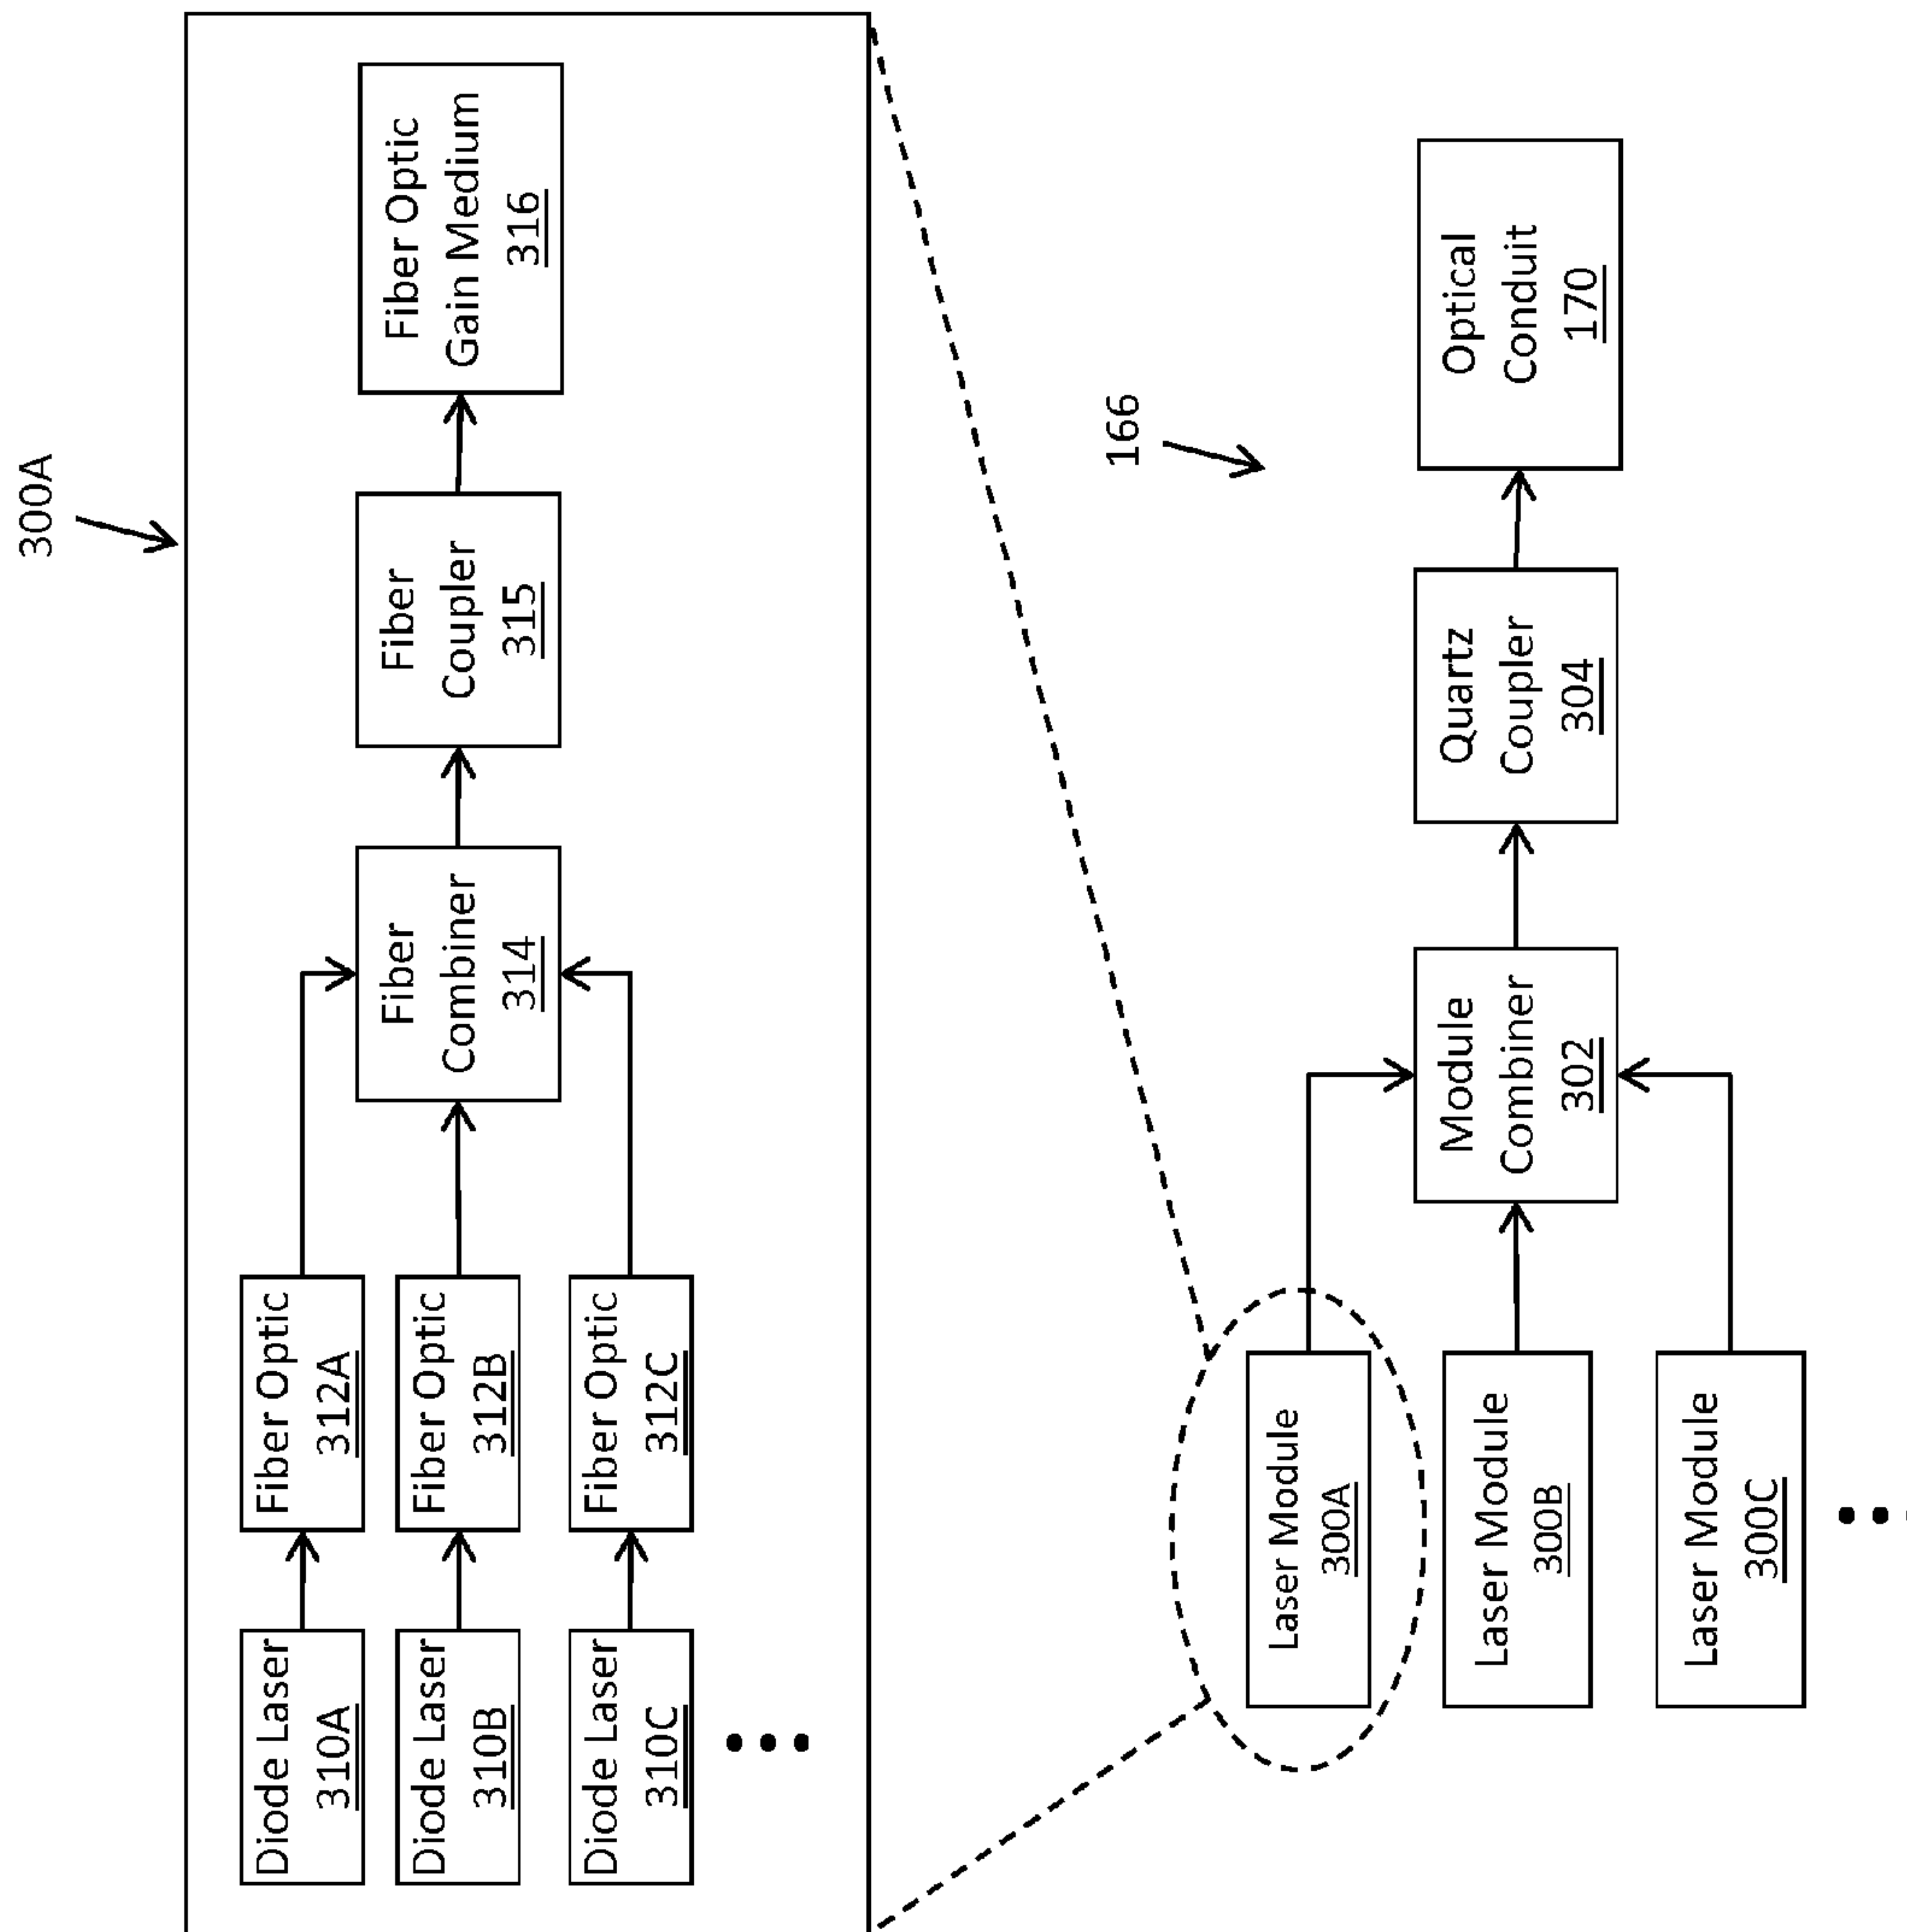 300A
Diode Laser
310A
Fiber Optic
312A
Diode Laser
310B
Fiber Optic
312B
Diode Laser
310C
Fiber Optic
312C
Fiber
Combiner
314
Fiber
Coupler
315
Fiber Optic
Gain Medium
316
166
Laser Module
300A
Laser Module
300B
Laser Module
300C
Module
Combiner
302
Quartz
Coupler
304
Optical
Conduit
170